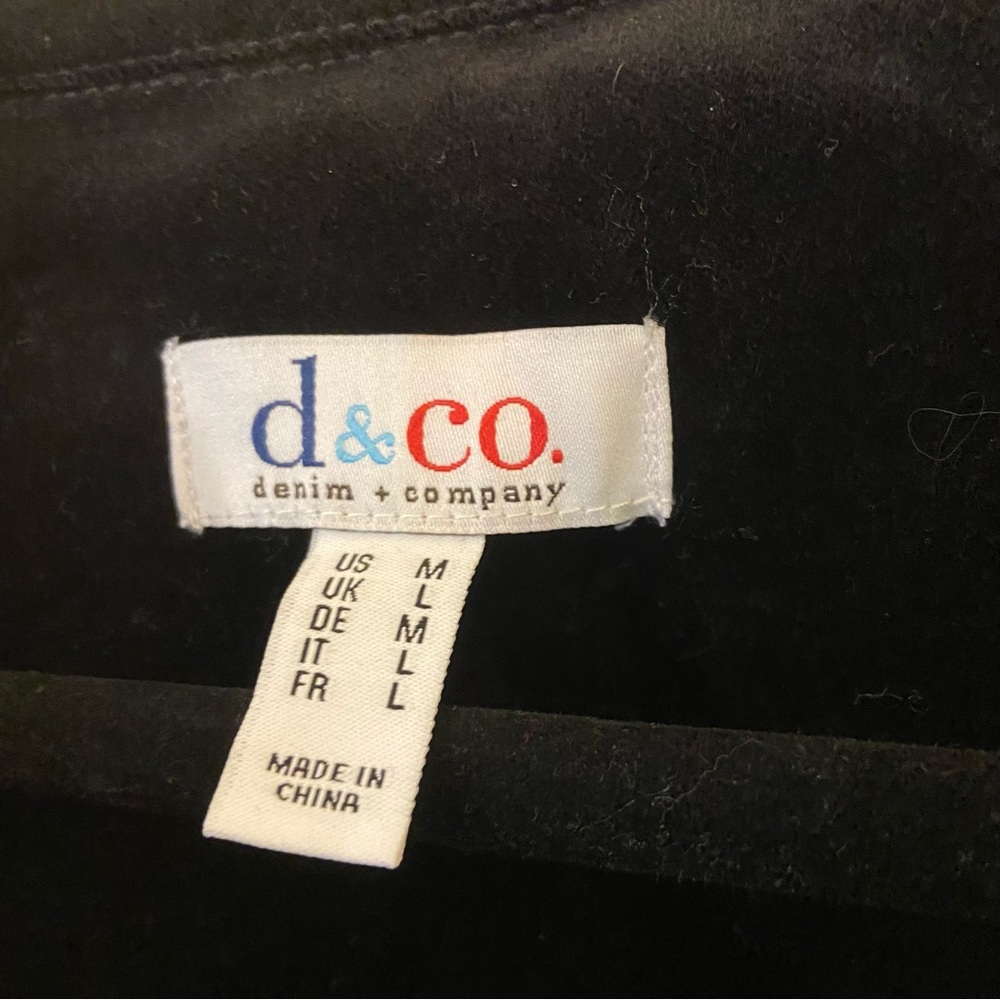 d&co.
denim + company
US M
UK L
DE M
IT L
FR L
MADE IN
CHINA